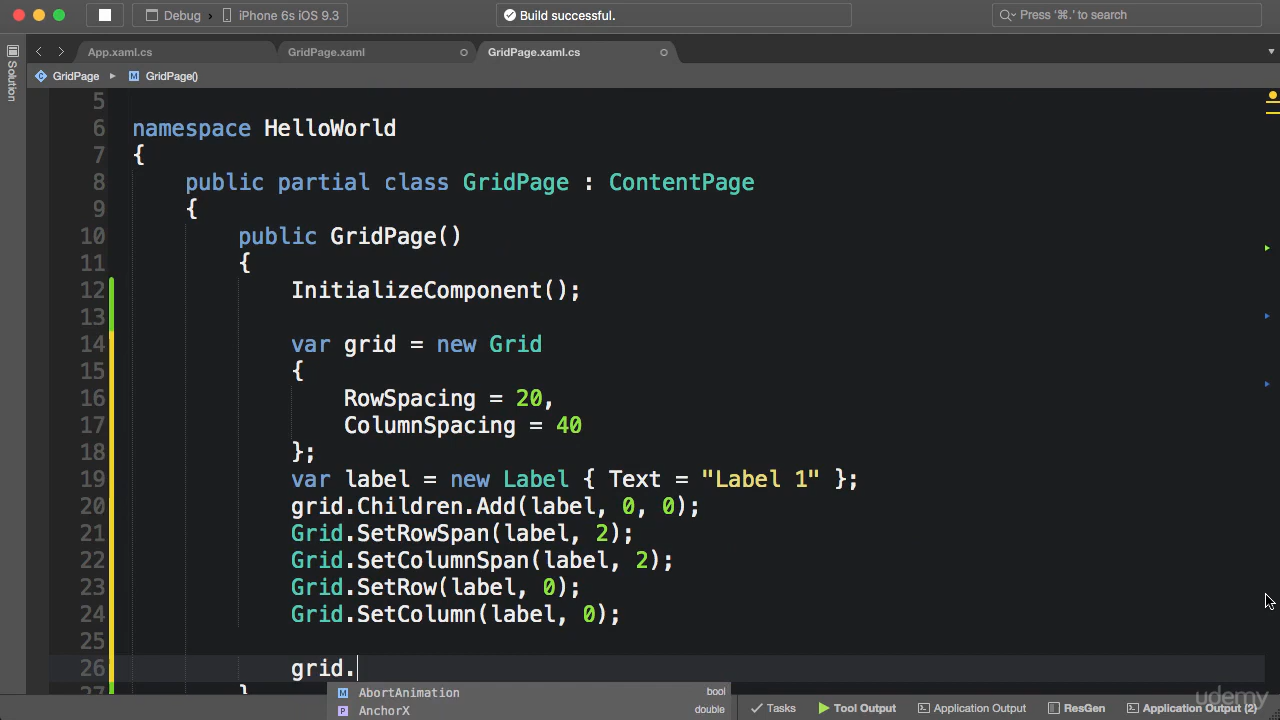 Debug
iPhone 6s iOS 9.3
Build successful.
Press '⌘.' to search
Solution
App.xaml.cs
GridPage.xaml
GridPage.xaml.cs
GridPage
GridPage()
5
6 namespace HelloWorld
7 {
8 public partial class GridPage : ContentPage
9 {
10 public GridPage()
11 {
12 InitializeComponent();
13
14 var grid = new Grid
15 {
16 RowSpacing = 20,
17 ColumnSpacing = 40
18 };
19 var label = new Label { Text = "Label 1" };
20 grid.Children.Add(label, 0, 0);
21 Grid.SetRowSpan(label, 2);
22 Grid.SetColumnSpan(label, 2);
23 Grid.SetRow(label, 0);
24 Grid.SetColumn(label, 0);
25
26 grid.
27 }
M AbortAnimation bool
P AnchorX double
Tasks
Tool Output
Application Output
ResGen
Application Output (2)
udemy